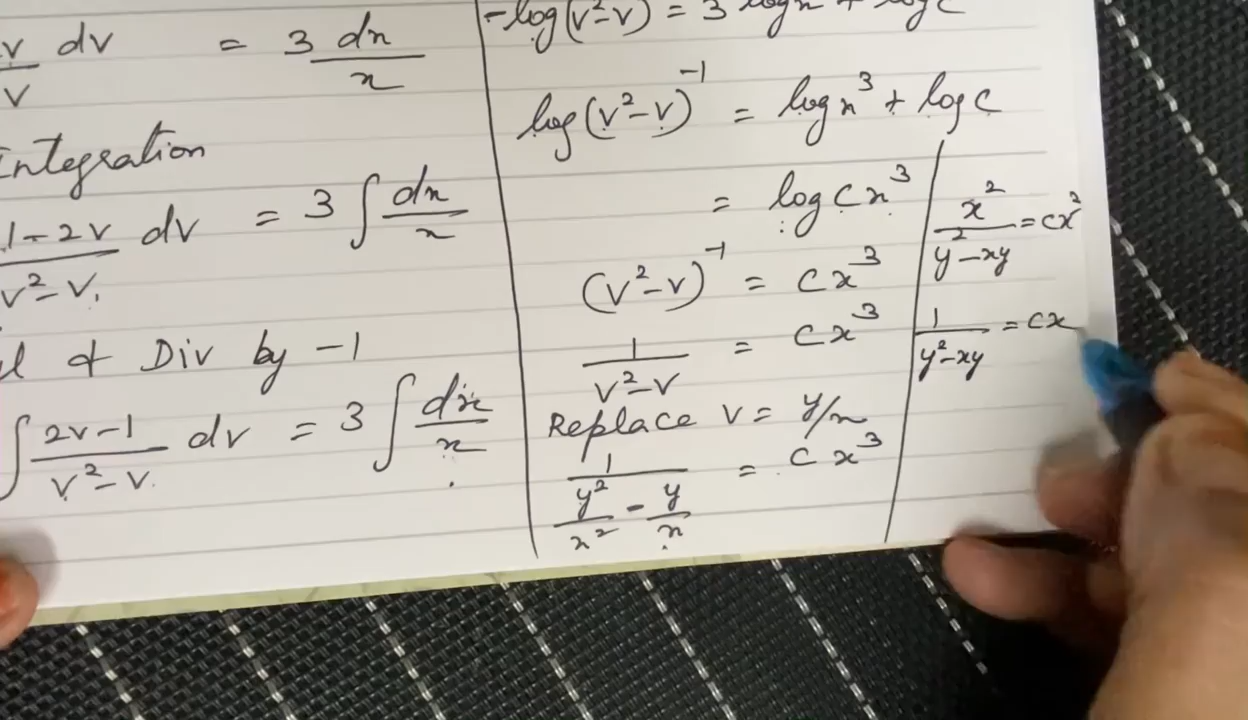 v/v dv = 3 dx/x
Integration
1-2v/v²-v dv = 3 ∫ dx/x
& Div by -1
∫ 2v-1/v²-v dv = 3 ∫ dx/x
-log(v²-v) = 3 log x + log c
log(v²-v)⁻¹ = log x³ + log c
= log cx³
(v²-v)⁻¹ = cx³
1/v²-v = cx³
Replace v = y/x
1/y²/x² - y/x = cx³
x²/y²-xy = cx²
1/y²-xy = cx